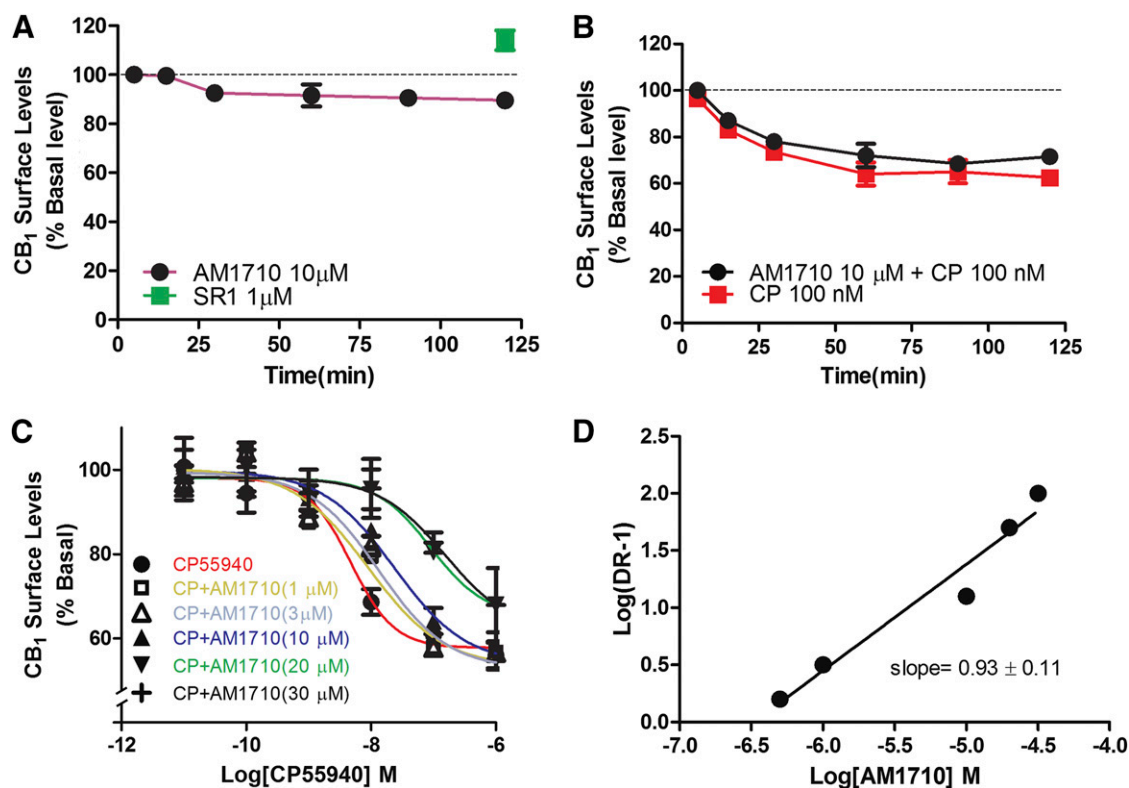 A
CB1 Surface Levels
(% Basal level)
120
100
80
60
40
20
0
AM1710 10μM
SR1 1μM
0 25 50 75 100 125
Time(min)
B
CB1 Surface Levels
(% Basal level)
120
100
80
60
40
20
0
AM1710 10 μM + CP 100 nM
CP 100 nM
0 25 50 75 100 125
Time(min)
C
CB1 Surface Levels
(% Basal)
100
80
60
CP55940
CP+AM1710(1 μM)
CP+AM1710(3μM)
CP+AM1710(10 μM)
CP+AM1710(20 μM)
CP+AM1710(30 μM)
-12 -10 -8 -6
Log[CP55940] M
D
Log(DR-1)
2.5
2.0
1.5
1.0
0.5
0.0
slope= 0.93 ± 0.11
-7.0 -6.5 -6.0 -5.5 -5.0 -4.5 -4.0
Log[AM1710] M